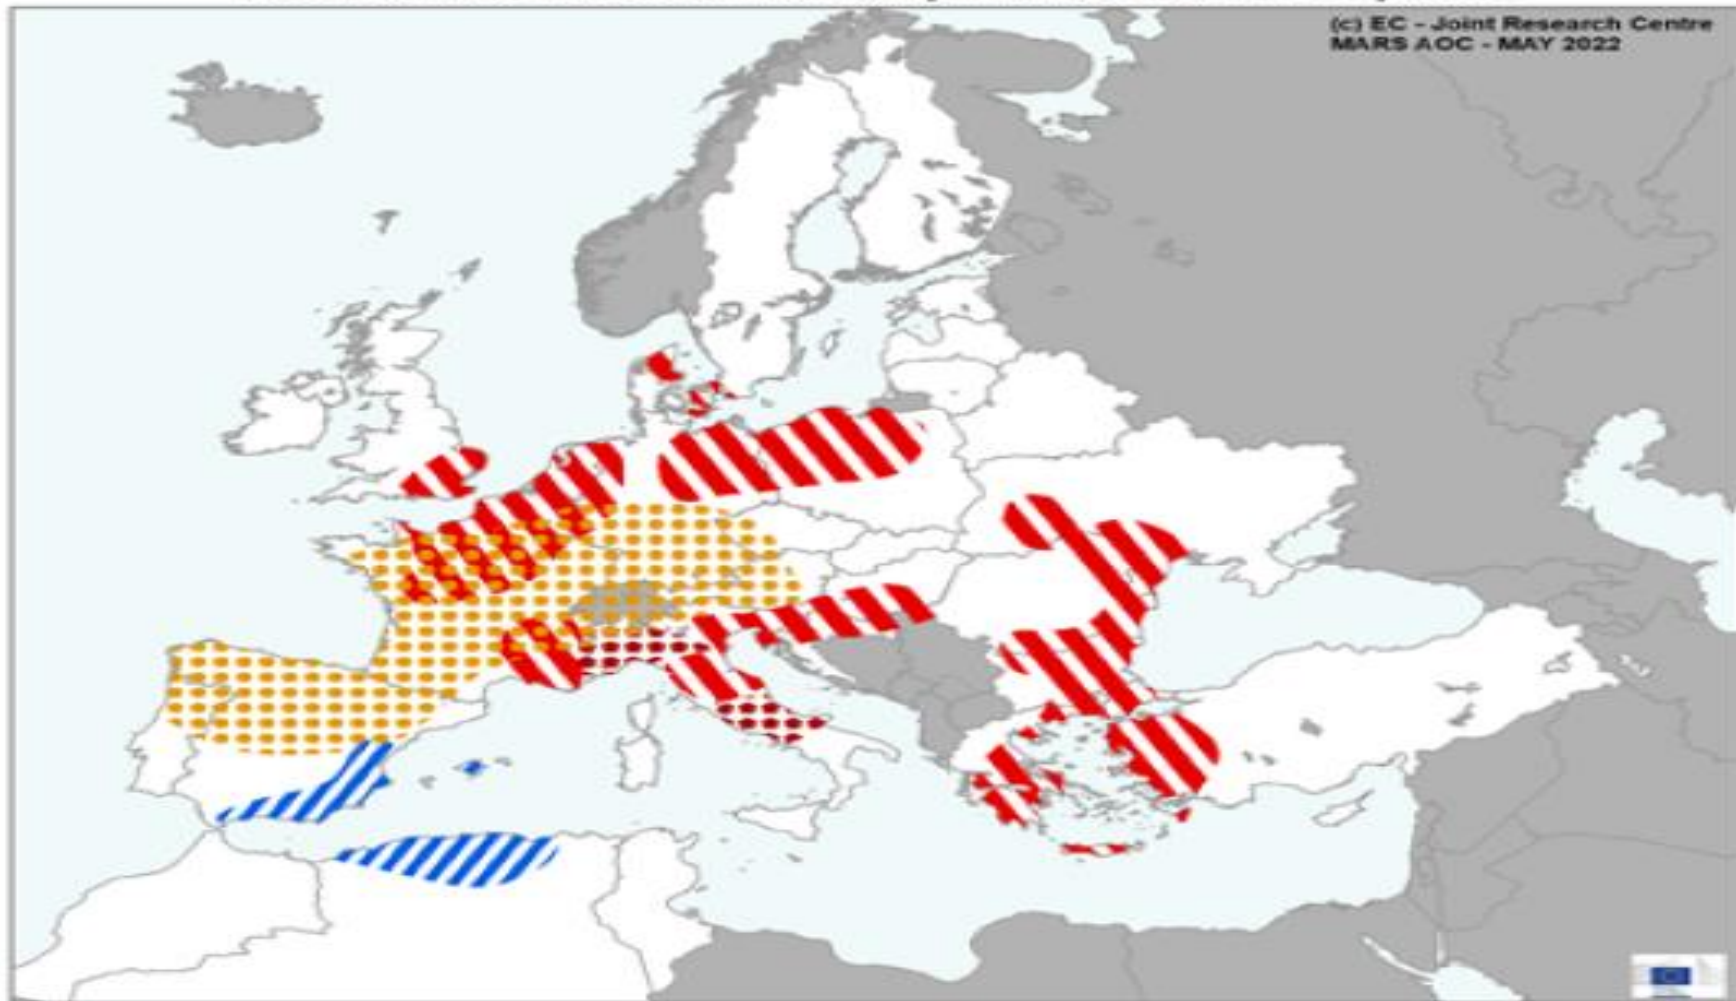 (c) EC - Joint Research Centre
MARS AOC - MAY 2022